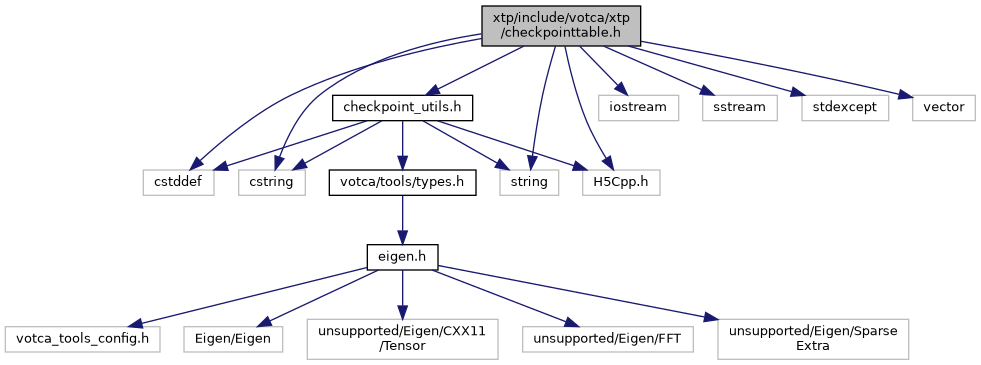 xtp/include/votca/xtp
/checkpointtable.h
checkpoint_utils.h
iostream
sstream
stdexcept
vector
cstddef
cstring
votca/tools/types.h
string
H5Cpp.h
eigen.h
votca_tools_config.h
Eigen/Eigen
unsupported/Eigen/CXX11
/Tensor
unsupported/Eigen/FFT
unsupported/Eigen/Sparse
Extra